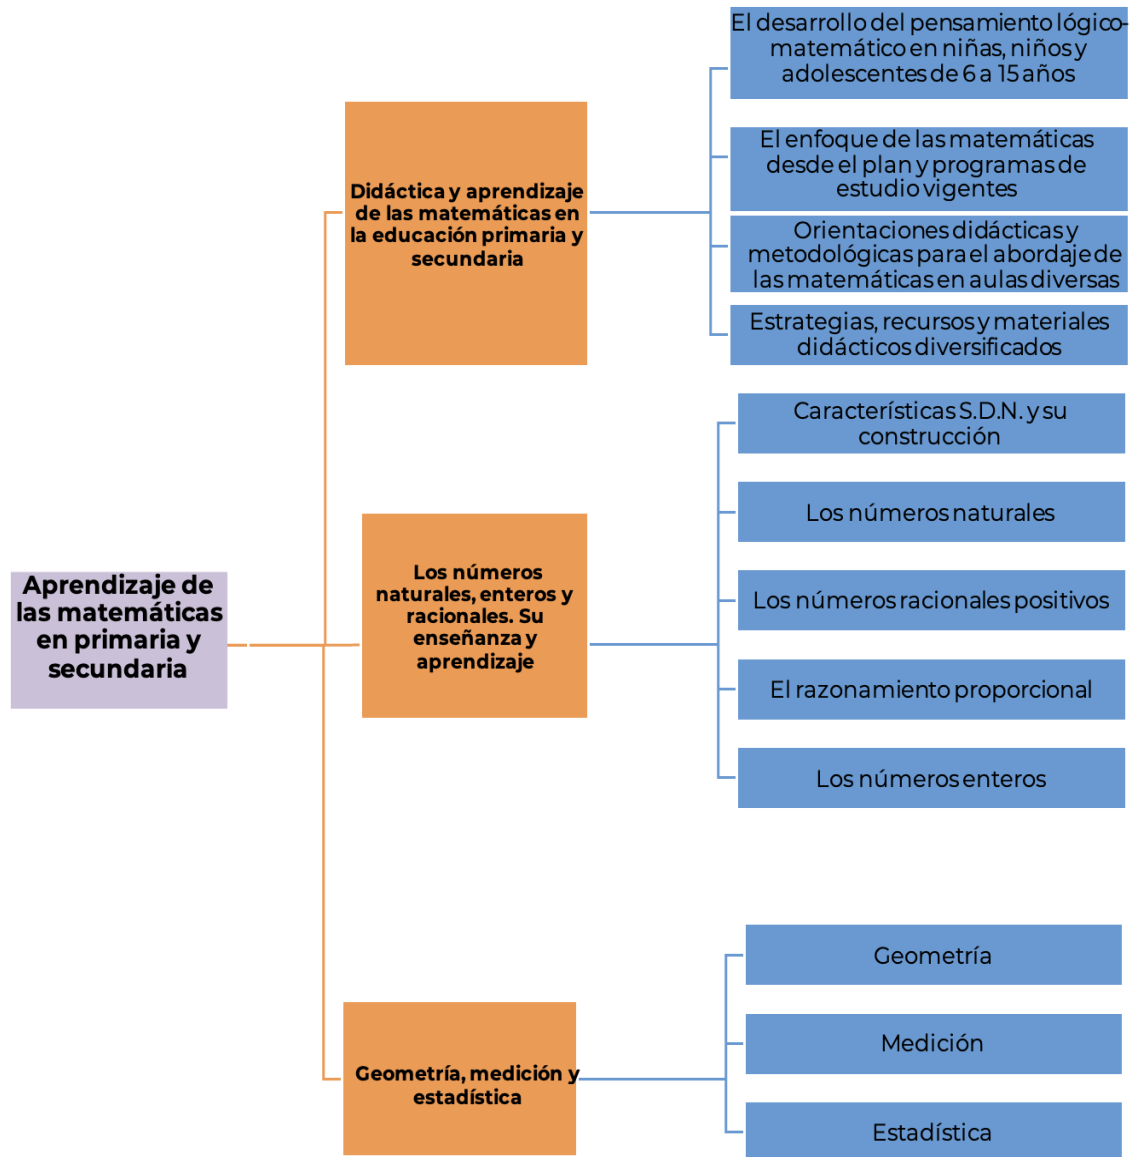 Aprendizaje de
las matemáticas
en primaria y
secundaria
Didáctica y aprendizaje
de las matemáticas en
la educación primaria y
secundaria
El desarrollo del pensamiento lógico-
matemático en niñas, niños y
adolescentes de 6 a 15 años
El enfoque de las matemáticas
desde el plan y programas de
estudio vigentes
Orientaciones didácticas y
metodológicas para el abordaje de
las matemáticas en aulas diversas
Estrategias, recursos y materiales
didácticos diversificados
Los números
naturales, enteros y
racionales. Su
enseñanza y
aprendizaje
Características S.D.N. y su
construcción
Los números naturales
Los números racionales positivos
El razonamiento proporcional
Los números enteros
Geometría, medición y
estadística
Geometría
Medición
Estadística